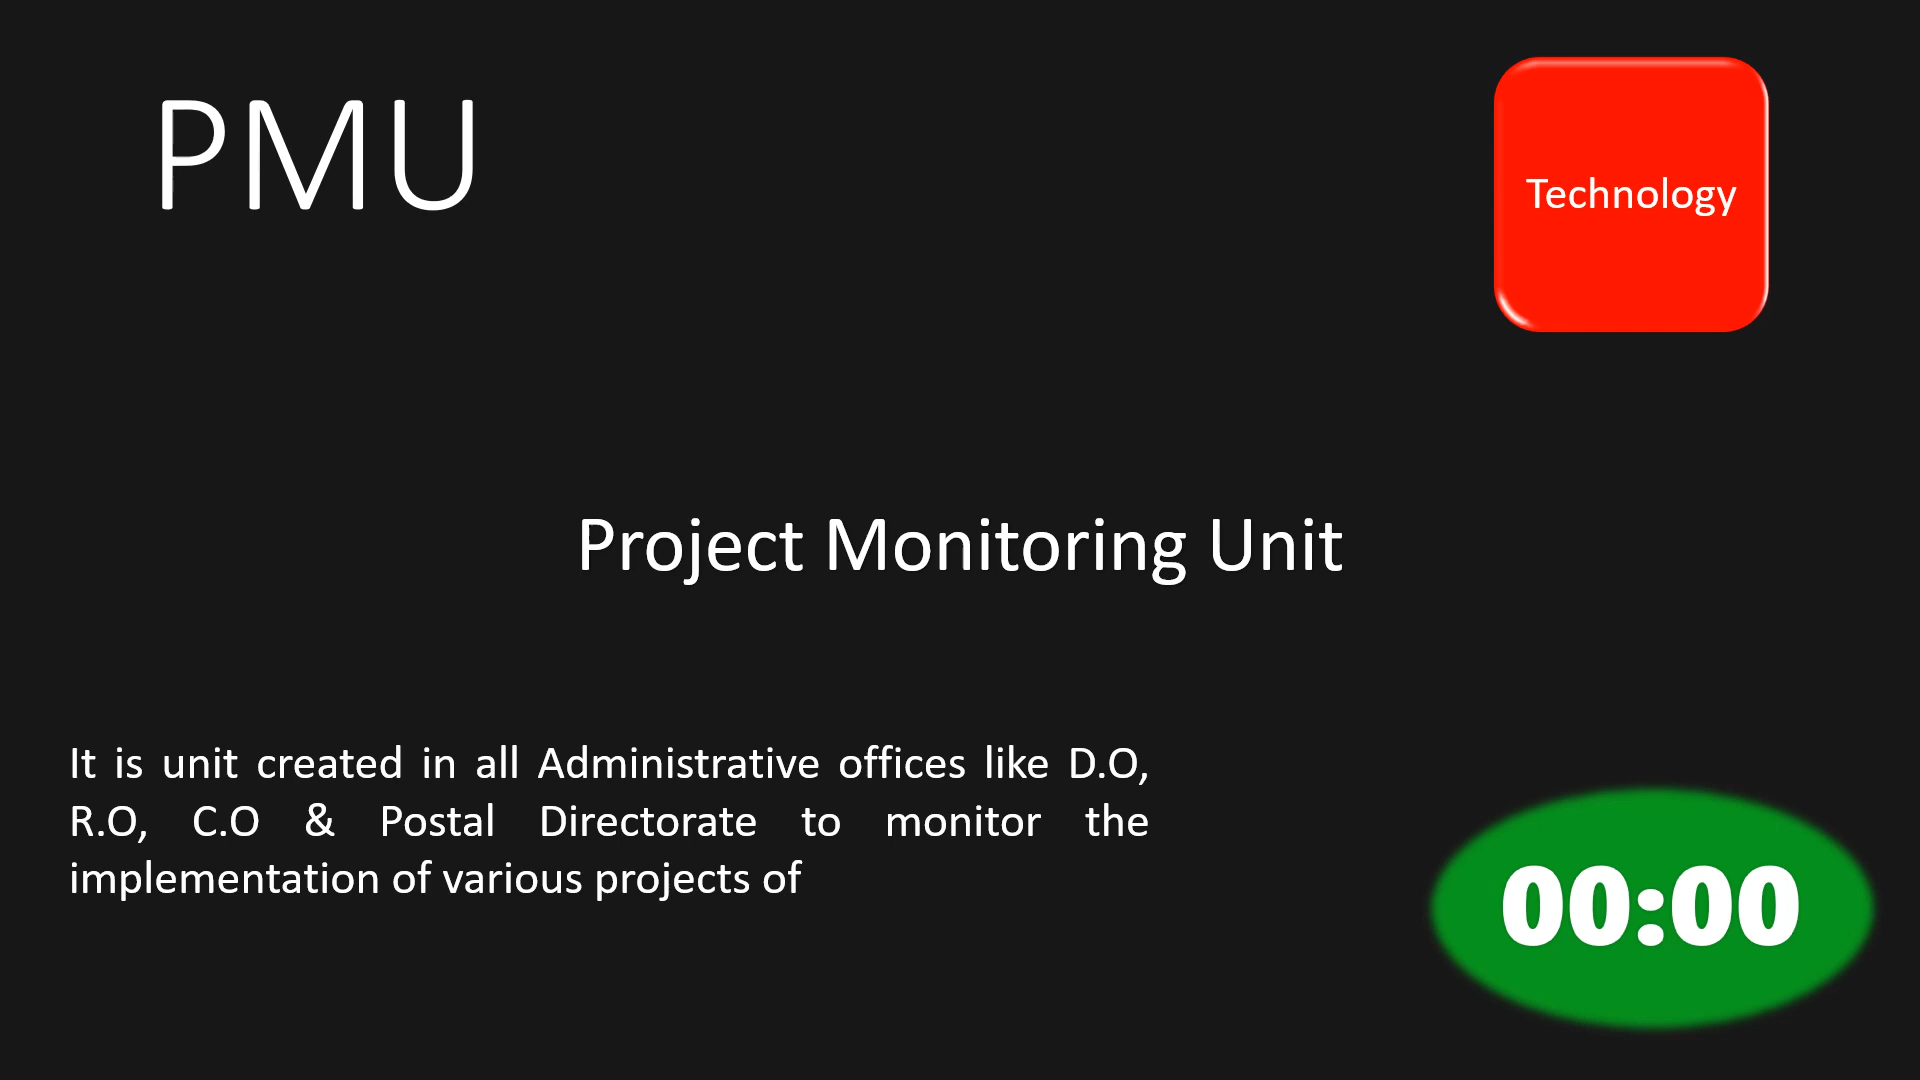 PMU
Technology
Project Monitoring Unit
It is unit created in all Administrative offices like D.O,
R.O, C.O & Postal Directorate to monitor the
implementation of various projects of
00:00